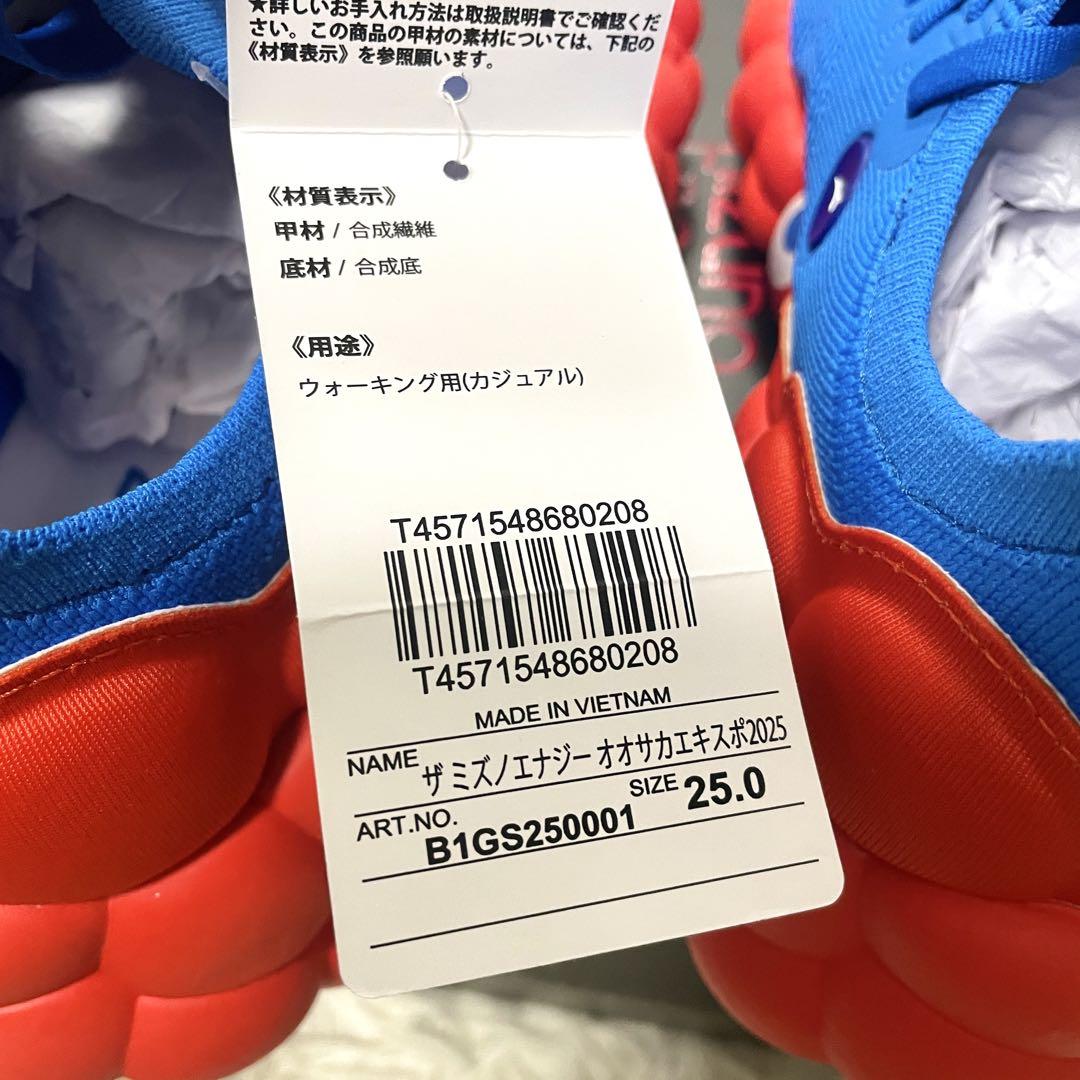 ★詳しいお手入れ方法は取扱説明書でご確認くだ
さい。この商品の甲材の素材については、下記の
《材質表示》を参照願います。
《材質表示》
甲材 / 合成繊維
底材 / 合成底
《用途》
ウォーキング用(カジュアル)
T4571548680208
T4571548680208
MADE IN VIETNAM
NAME ザ ミズノエナジー オオサカエキスポ2025
SIZE 25.0
ART.NO. B1GS250001